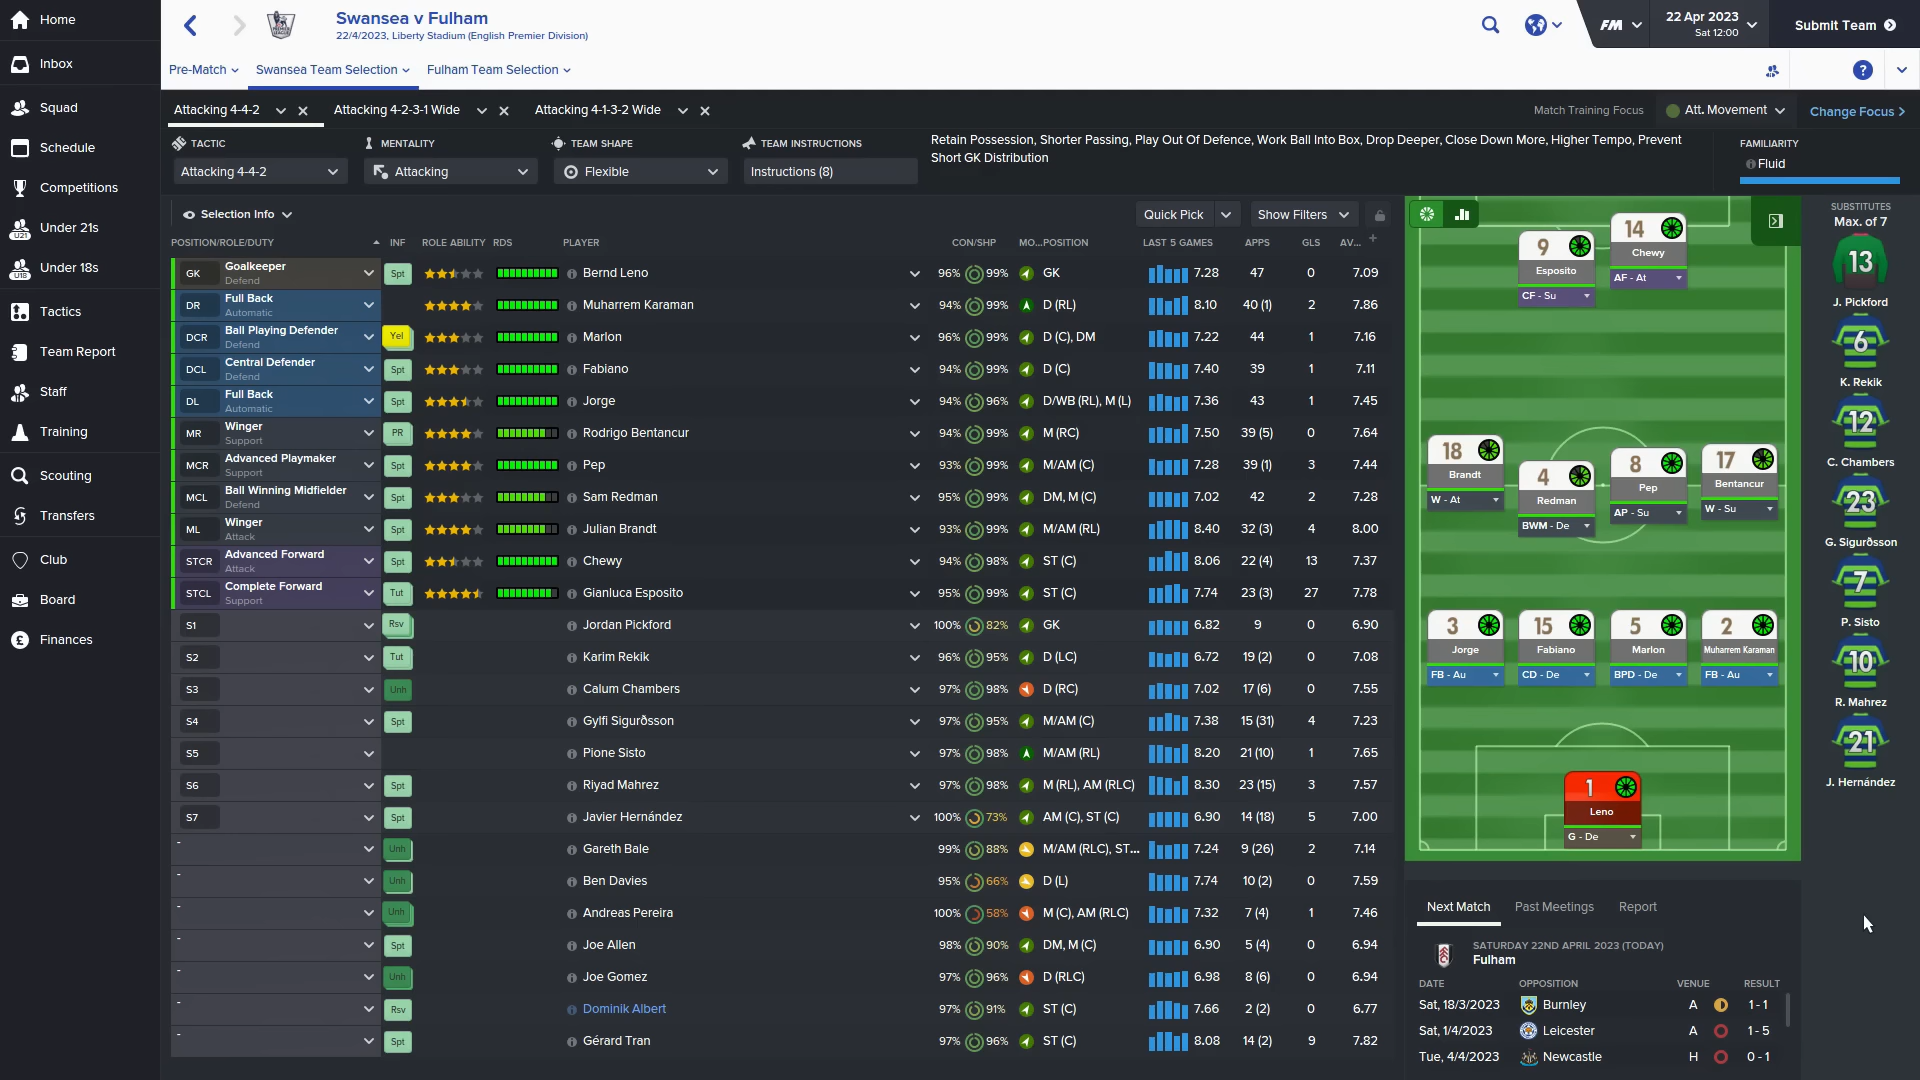 Home
Inbox
Squad
Schedule
Competitions
Under 21s
Under 18s
Tactics
Team Report
Staff
Training
Scouting
Transfers
Club
Board
Finances
Swansea v Fulham
22/4/2023, Liberty Stadium (English Premier Division)
FM
22 Apr 2023
Sat 12:00
Submit Team
Pre-Match
Swansea Team Selection
Fulham Team Selection
Attacking 4-4-2
Attacking 4-2-3-1 Wide
Attacking 4-1-3-2 Wide
Match Training Focus
Att. Movement
Change Focus >
TACTIC
MENTALITY
TEAM SHAPE
TEAM INSTRUCTIONS
Attacking 4-4-2
Attacking
Flexible
Instructions (8)
Retain Possession, Shorter Passing, Play Out Of Defence, Work Ball Into Box, Drop Deeper, Close Down More, Higher Tempo, Prevent
Short GK Distribution
FAMILIARITY
Fluid
Selection Info
Quick Pick
Show Filters
POSITION/ROLE/DUTY INF ROLE ABILITY RDS PLAYER CON/SHP MO... POSITION LAST 5 GAMES APPS GLS AV...
GK Goalkeeper Defend Spt Bernd Leno 96% 99% GK 7.28 47 0 7.09
DR Full Back Automatic Muharrem Karaman 94% 99% D (RL) 8.10 40 (1) 2 7.86
DCR Ball Playing Defender Defend Yel Marlon 96% 99% D (C), DM 7.22 44 1 7.16
DCL Central Defender Defend Spt Fabiano 94% 99% D (C) 7.40 39 1 7.11
DL Full Back Automatic Spt Jorge 94% 96% D/WB (RL), M (L) 7.36 43 1 7.45
MR Winger Support PR Rodrigo Bentancur 94% 99% M (RC) 7.50 39 (5) 0 7.64
MCR Advanced Playmaker Support Spt Pep 93% 99% M/AM (C) 7.28 39 (1) 3 7.44
MCL Ball Winning Midfielder Defend Spt Sam Redman 95% 99% DM, M (C) 7.02 42 2 7.28
ML Winger Attack Spt Julian Brandt 93% 99% M/AM (RL) 8.40 32 (3) 4 8.00
STCR Advanced Forward Attack Spt Chewy 94% 98% ST (C) 8.06 22 (4) 13 7.37
STCL Complete Forward Support Tut Gianluca Esposito 95% 99% ST (C) 7.74 23 (3) 27 7.78
S1 Rsv Jordan Pickford 100% 82% GK 6.82 9 0 6.90
S2 Tut Karim Rekik 96% 95% D (LC) 6.72 19 (2) 0 7.08
S3 Unh Calum Chambers 97% 98% D (RC) 7.02 17 (6) 0 7.55
S4 Spt Gylfi Sigurðsson 97% 95% M/AM (C) 7.38 15 (31) 4 7.23
S5 Pione Sisto 97% 98% M/AM (RL) 8.20 21 (10) 1 7.65
S6 Spt Riyad Mahrez 97% 98% M (RL), AM (RLC) 8.30 23 (15) 3 7.57
S7 Spt Javier Hernández 100% 73% AM (C), ST (C) 6.90 14 (18) 5 7.00
- Unh Gareth Bale 99% 88% M/AM (RLC), ST... 7.24 9 (26) 2 7.14
- Unh Ben Davies 95% 66% D (L) 7.74 10 (2) 0 7.59
- Unh Andreas Pereira 100% 58% M (C), AM (RLC) 7.32 7 (4) 1 7.46
- Spt Joe Allen 98% 90% DM, M (C) 6.90 5 (4) 0 6.94
- Unh Joe Gomez 97% 96% D (RLC) 6.98 8 (6) 0 6.94
- Rsv Dominik Albert 97% 91% ST (C) 7.66 2 (2) 0 6.77
- Spt Gérard Tran 97% 96% ST (C) 8.08 14 (2) 9 7.82
9 Esposito CF - Su
14 Chewy AF - At
18 Brandt W - At
4 Redman BWM - De
8 Pep AP - Su
17 Bentancur W - Su
3 Jorge FB - Au
15 Fabiano CD - De
5 Marlon BPD - De
2 Muharrem Karaman FB - Au
1 Leno G - De
SUBSTITUTES
Max. of 7
13
J. Pickford
6
K. Rekik
12
C. Chambers
23
G. Sigurðsson
7
P. Sisto
10
R. Mahrez
21
J. Hernández
Next Match
Past Meetings
Report
SATURDAY 22ND APRIL 2023 (TODAY)
Fulham
DATE OPPOSITION VENUE RESULT
Sat, 18/3/2023 Burnley A 1 - 1
Sat, 1/4/2023 Leicester A 1 - 5
Tue, 4/4/2023 Newcastle H 0 - 1